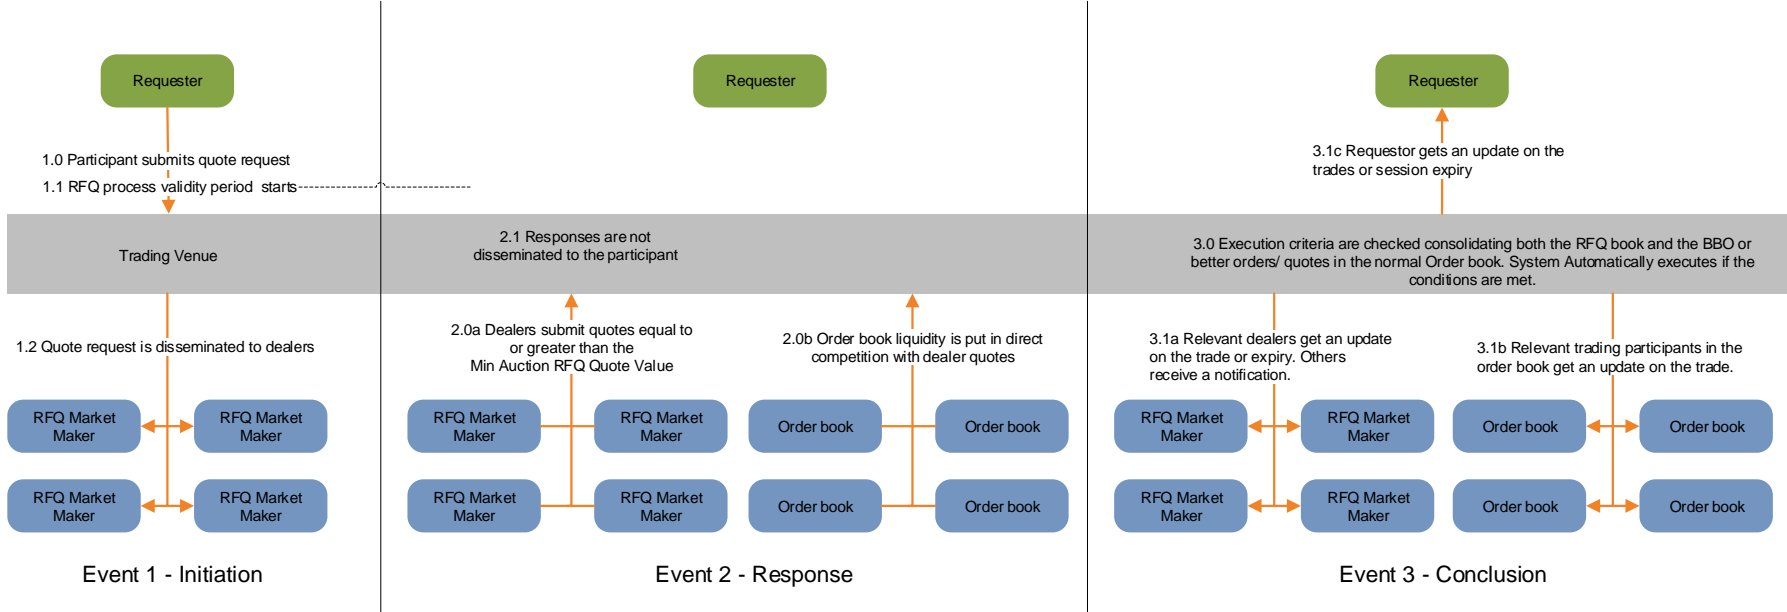 Requester
1.0 Participant submits quote request
1.1 RFQ process validity period starts
Trading Venue
1.2 Quote request is disseminated to dealers
RFQ Market
Maker
RFQ Market
Maker
RFQ Market
Maker
RFQ Market
Maker
Event 1 - Initiation
Requester
2.1 Responses are not
disseminated to the participant
2.0a Dealers submit quotes equal to
or greater than the
Min Auction RFQ Quote Value
2.0b Order book liquidity is put in direct
competition with dealer quotes
RFQ Market
Maker
RFQ Market
Maker
Order book
Order book
RFQ Market
Maker
RFQ Market
Maker
Order book
Order book
Event 2 - Response
Requester
3.1c Requestor gets an update on the
trades or session expiry
3.0 Execution criteria are checked consolidating both the RFQ book and the BBO or
better orders/ quotes in the normal Order book. System Automatically executes if the
conditions are met.
3.1a Relevant dealers get an update
on the trade or expiry. Others
receive a notification.
3.1b Relevant trading participants in the
order book get an update on the trade.
RFQ Market
Maker
RFQ Market
Maker
Order book
Order book
RFQ Market
Maker
RFQ Market
Maker
Order book
Order book
Event 3 - Conclusion